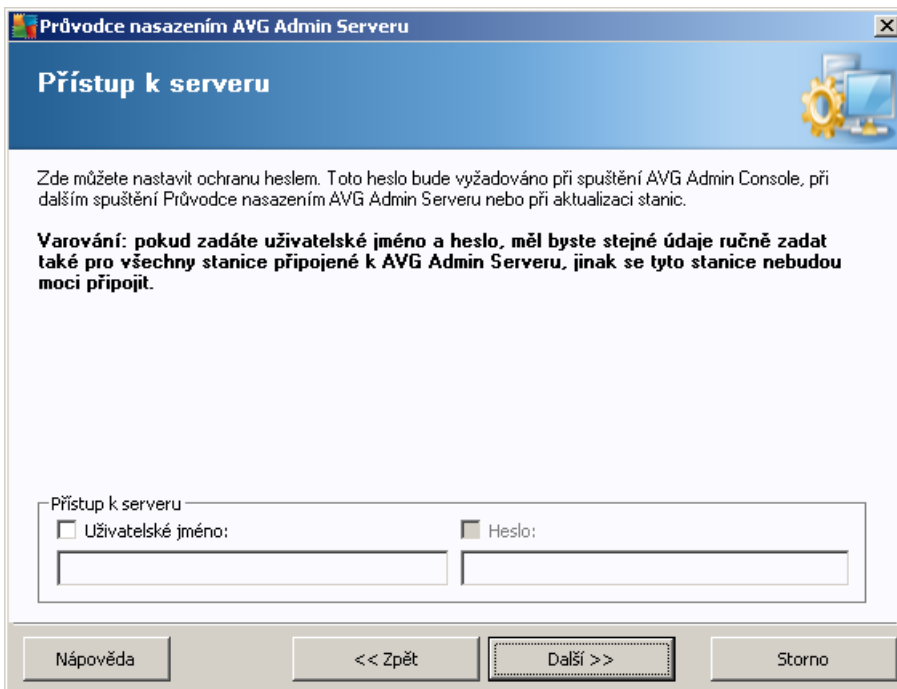 Průvodce nasazením AVG Admin Serveru
Přístup k serveru
Zde můžete nastavit ochranu heslem. Toto heslo bude vyžadováno při spuštění AVG Admin Console, při
dalším spuštění Průvodce nasazením AVG Admin Serveru nebo při aktualizaci stanic.
Varování: pokud zadáte uživatelské jméno a heslo, měl byste stejné údaje ručně zadat
také pro všechny stanice připojené k AVG Admin Serveru, jinak se tyto stanice nebudou
moci připojit.
Přístup k serveru
Uživatelské jméno: Heslo:
Nápověda << Zpět Další >> Storno